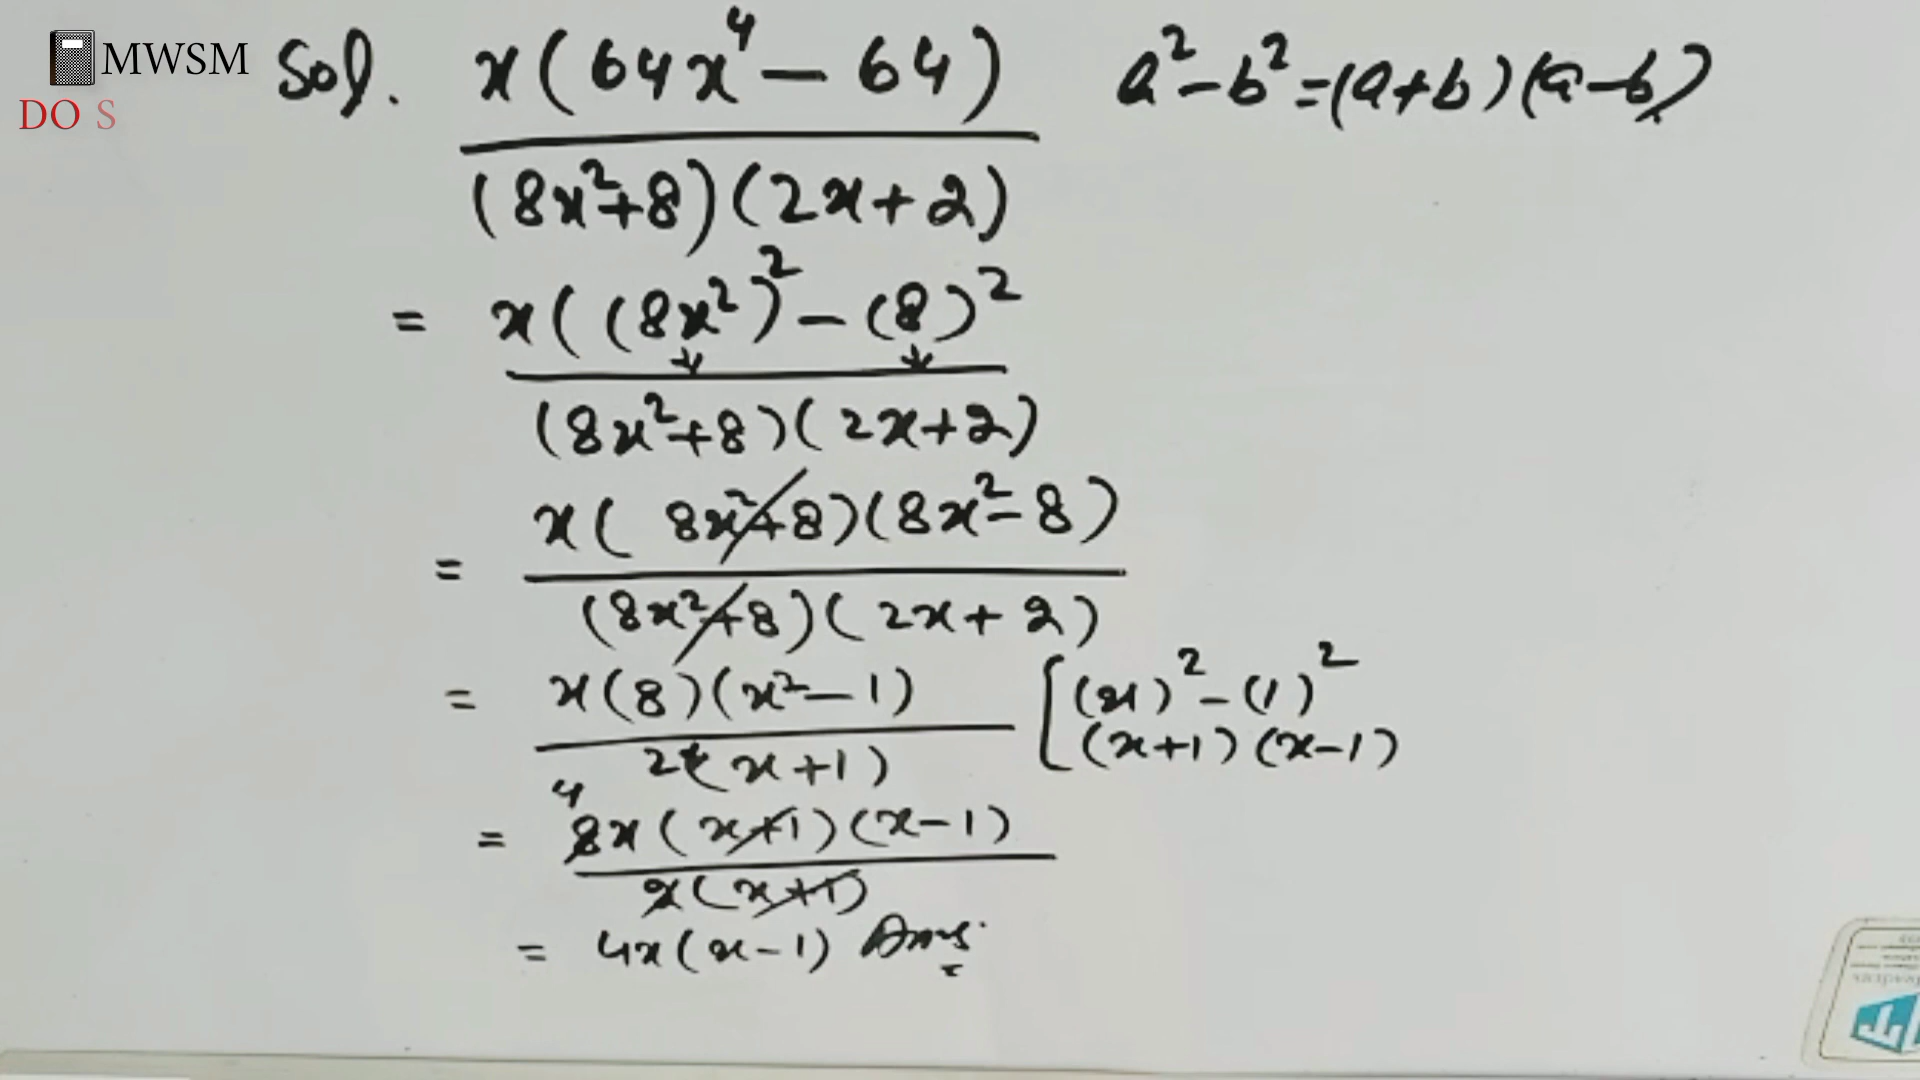 MWSM
DO S
Sol. x(64x⁴ − 64) a² − b² = (a+b)(a−b)
(8x²+8)(2x+2)
= x((8x²)² − (8)²
(8x²+8)(2x+2)
= x(8x²+8)(8x²−8)
(8x²+8)(2x+2)
= x(8)(x²−1) [(x)² − (1)²
2(x+1) (x+1)(x−1)
4
= 8x(x+1)(x−1)
2(x+1)
= 4x(x−1) Ans.